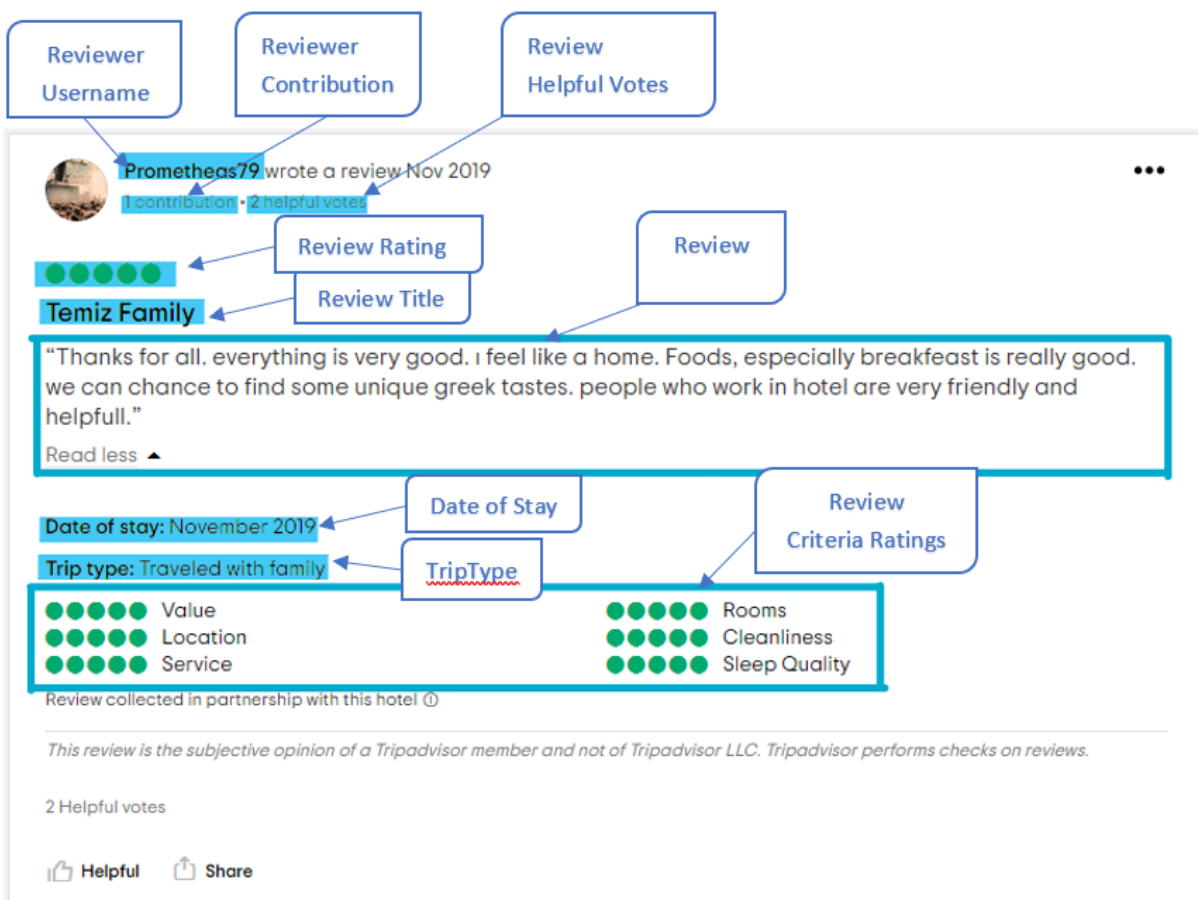 Reviewer
Username
Reviewer
Contribution
Review
Helpful Votes
Prometheas79 wrote a review Nov 2019
1 contribution • 2 helpful votes
Review Rating
Review
Review Title
Temiz Family
“Thanks for all. everything is very good. ı feel like a home. Foods, especially breakfeast is really good.
we can chance to find some unique greek tastes. people who work in hotel are very friendly and
helpfull.”
Read less
Date of Stay
Review
Criteria Ratings
Date of stay: November 2019
TripType
Trip type: Traveled with family
Value
Rooms
Location
Cleanliness
Service
Sleep Quality
Review collected in partnership with this hotel
This review is the subjective opinion of a Tripadvisor member and not of Tripadvisor LLC. Tripadvisor performs checks on reviews.
2 Helpful votes
Helpful
Share